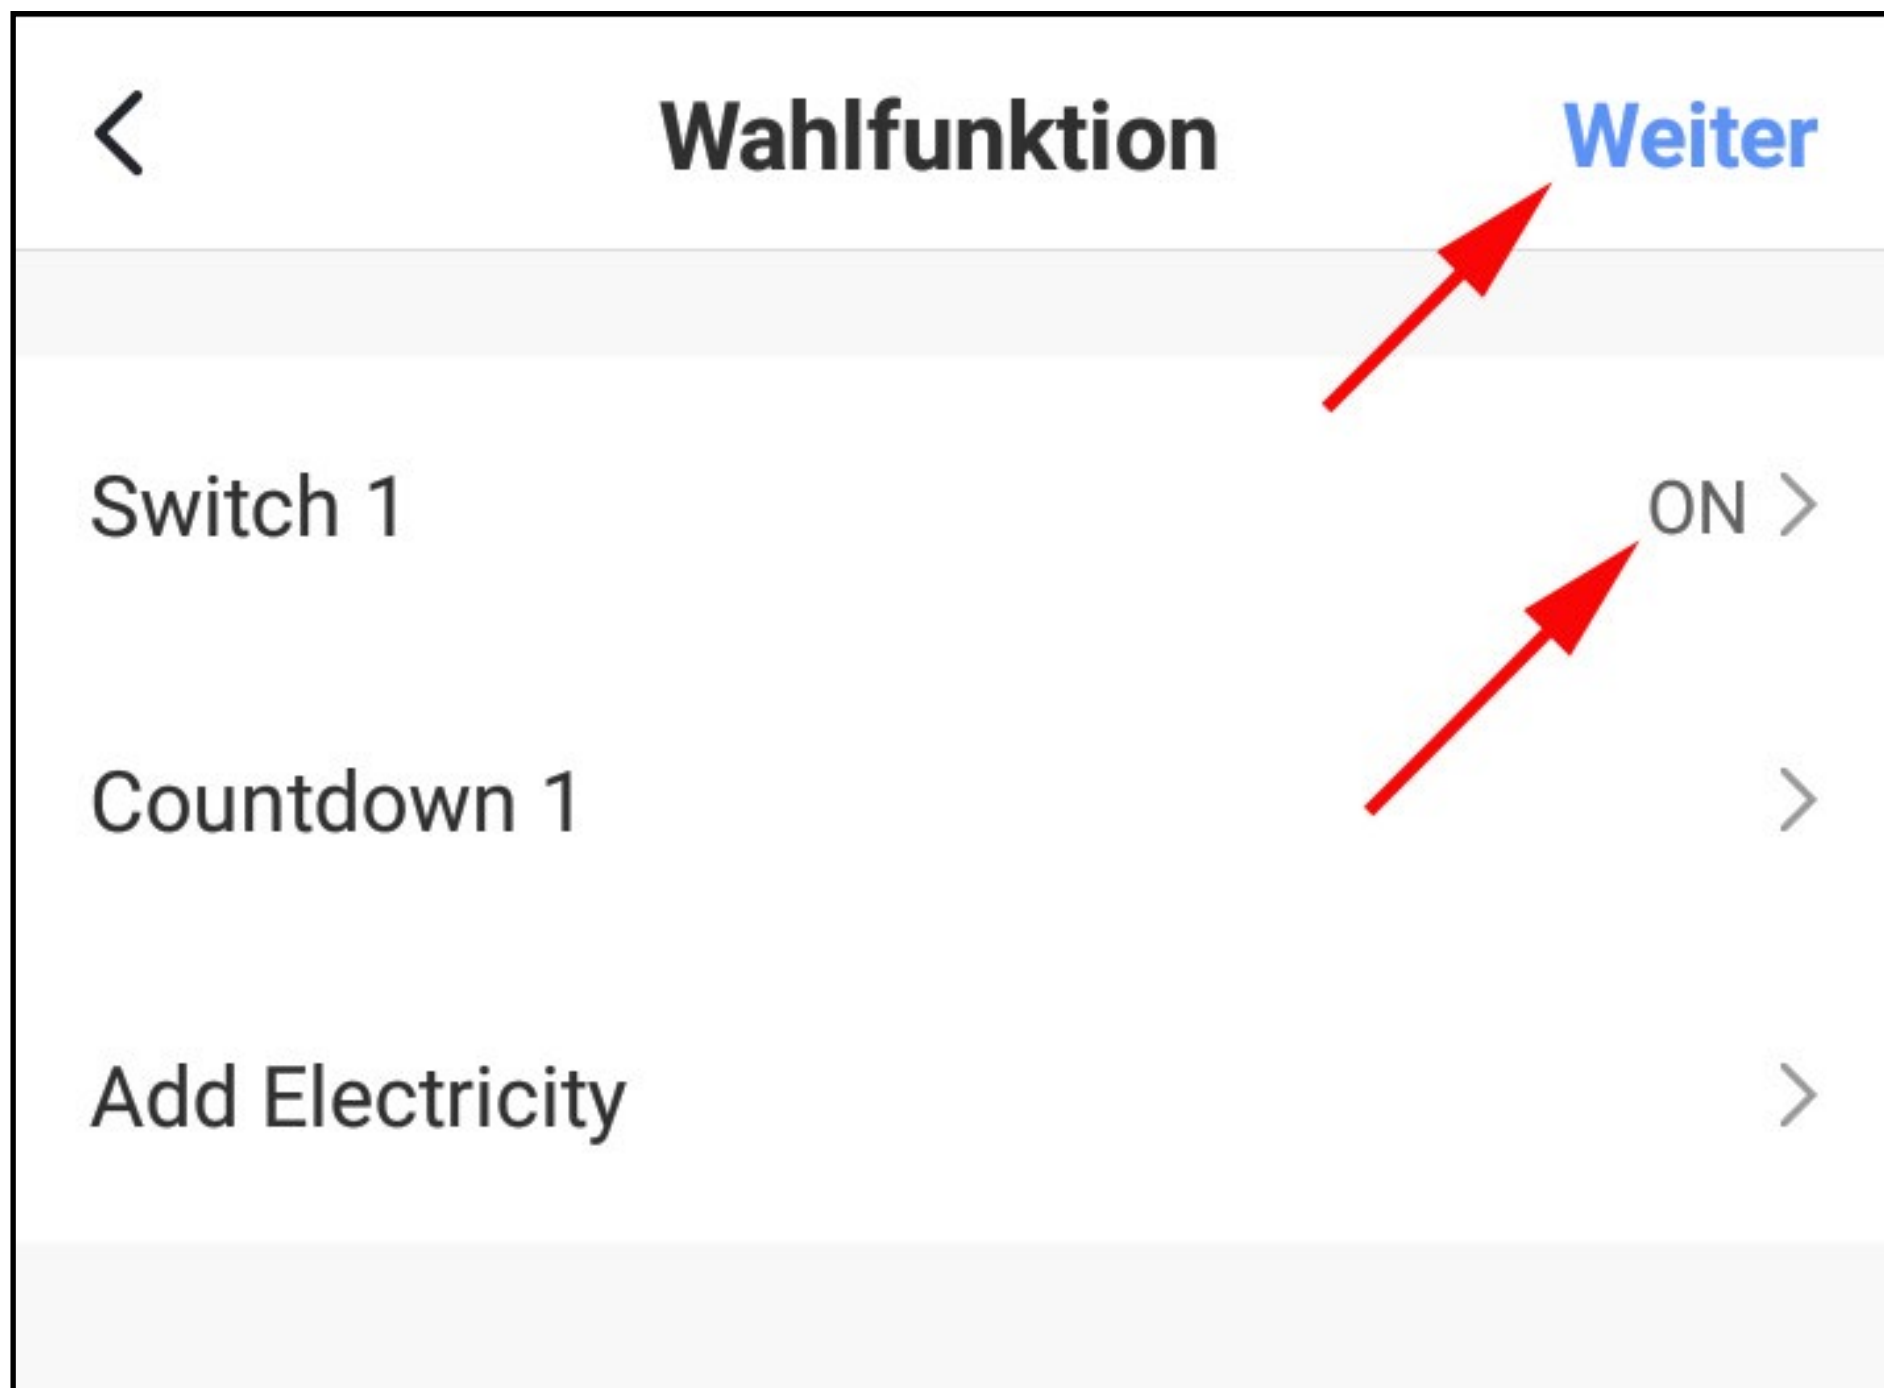 Wahlfunktion
Weiter
Switch 1
ON
Countdown 1
Add Electricity